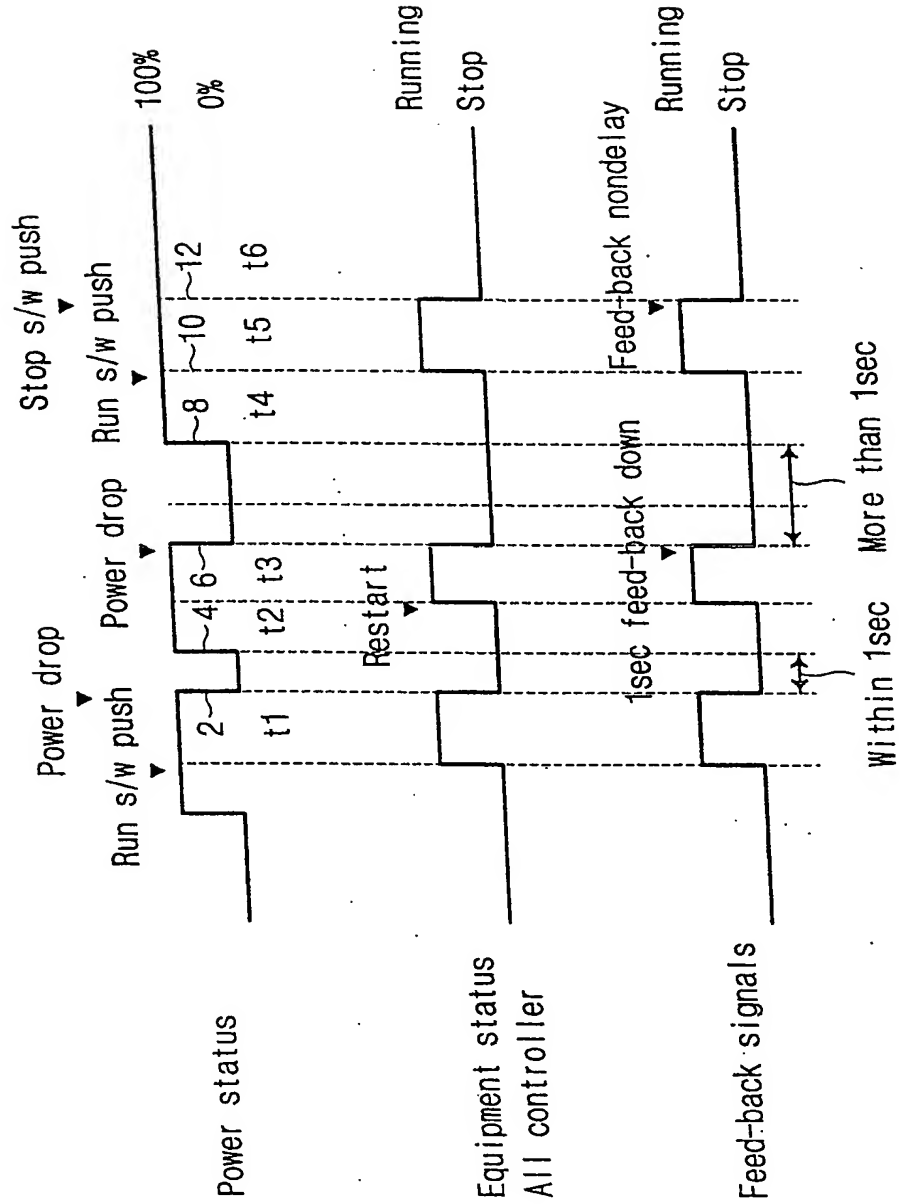 Stop s/w push
Power drop
Run s/w push
Power drop
Run s/w push
100%
0%
2
4
6
8
10
12
t1
t2
t3
t4
t5
t6
Power status
Running
Stop
Restart
Equipment status
All controller
Running
Stop
1sec feed-back down
Feed-back nondelay
Feed-back signals
Within 1sec
More than 1sec